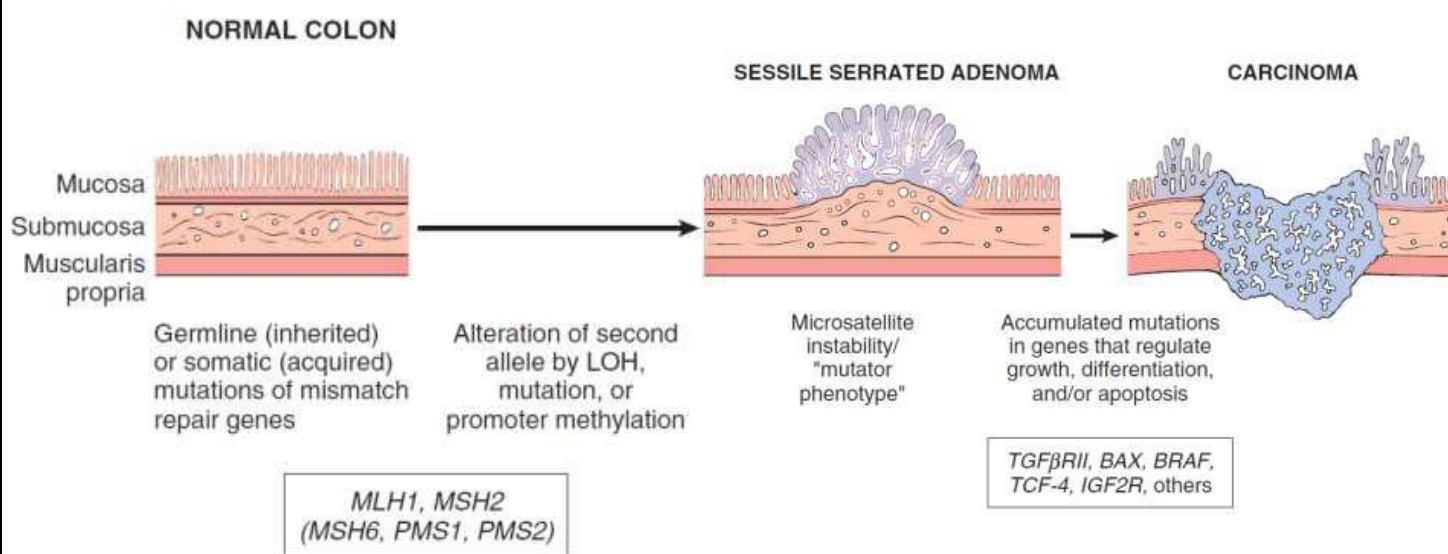 NORMAL COLON
SESSILE SERRATED ADENOMA
CARCINOMA
Mucosa
Submucosa
Muscularis
propria
Germline (inherited)
or somatic (acquired)
mutations of mismatch
repair genes
Alteration of second
allele by LOH,
mutation, or
promoter methylation
Microsatellite
instability/
"mutator
phenotype"
Accumulated mutations
in genes that regulate
growth, differentiation,
and/or apoptosis
MLH1, MSH2
(MSH6, PMS1, PMS2)
TGFβRII, BAX, BRAF,
TCF-4, IGF2R, others